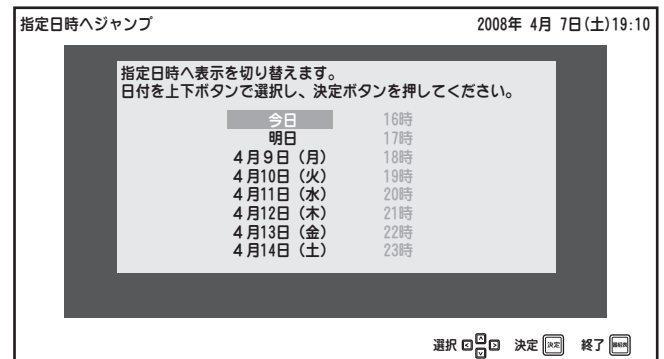 指定日時へジャンプ 2008年 4月 7日(土)19:10
指定日時へ表示を切り替えます。
日付を上下ボタンで選択し、決定ボタンを押してください。
今日 16時
明日 17時
4月9日（月） 18時
4月10日（火） 19時
4月11日（水） 20時
4月12日（木） 21時
4月13日（金） 22時
4月14日（土） 23時
選択 決定 決定 終了 番組表